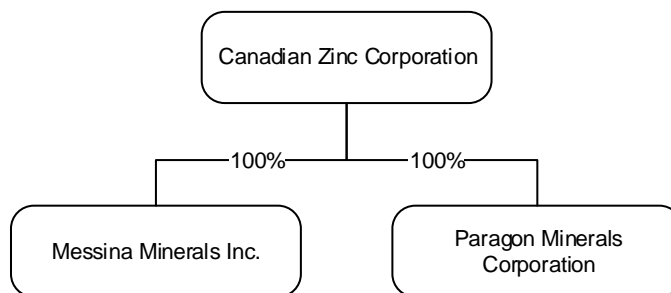 Canadian Zinc Corporation
100%
100%
Messina Minerals Inc.
Paragon Minerals
Corporation